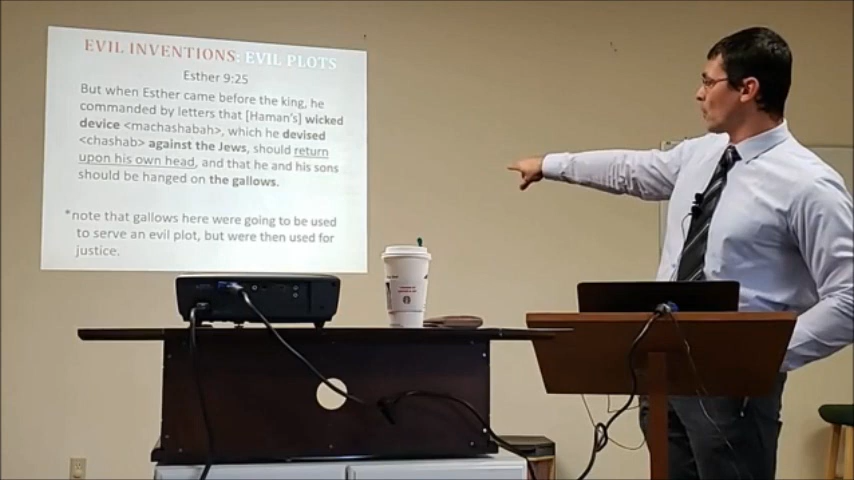 EVIL INVENTIONS: EVIL PLOTS
Esther 9:25
But when Esther came before the king, he
commanded by letters that [Haman's] wicked
device <machashabah>, which he devised
<chashab> against the Jews, should return
upon his own head, and that he and his sons
should be hanged on the gallows.
*note that gallows here were going to be used
to serve an evil plot, but were then used for
justice.